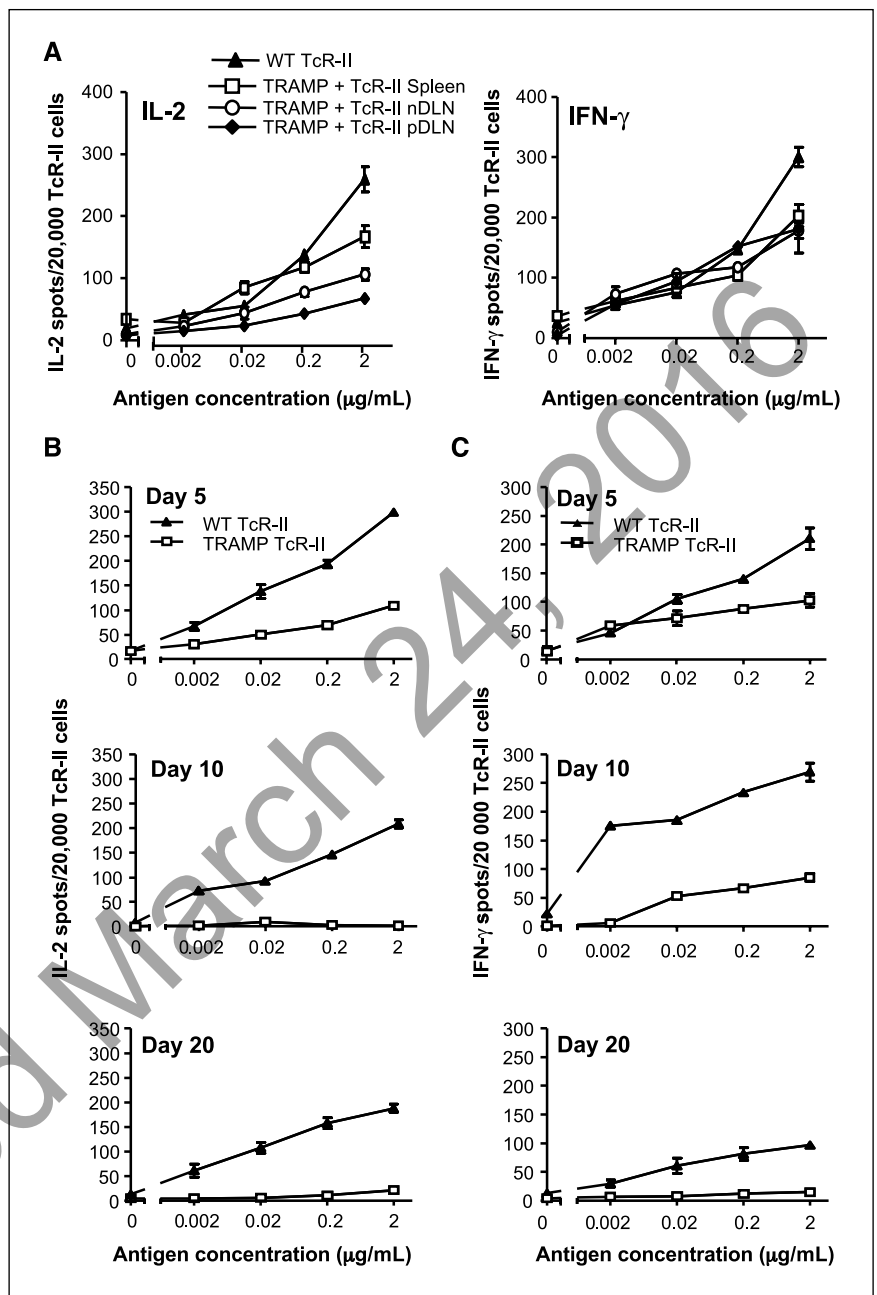 A
WT TcR-II
TRAMP + TcR-II Spleen
TRAMP + TcR-II nDLN
TRAMP + TcR-II pDLN
IL-2
IL-2 spots/20,000 TcR-II cells
400
300
200
100
0
0 0.002 0.02 0.2 2
Antigen concentration (μg/mL)
IFN-γ
IFN-γ spots/20,000 TcR-II cells
400
300
200
100
0
0 0.002 0.02 0.2 2
Antigen concentration (μg/mL)
B
Day 5
WT TcR-II
TRAMP TcR-II
350
300
250
200
150
100
50
0
0 0.002 0.02 0.2 2
IL-2 spots/20,000 TcR-II cells
Day 10
350
300
250
200
150
100
50
0
0 0.002 0.02 0.2 2
Day 20
350
300
250
200
150
100
50
0
0 0.002 0.02 0.2 2
Antigen concentration (μg/mL)
C
Day 5
WT TcR-II
TRAMP TcR-II
300
250
200
150
100
50
0
0 0.002 0.02 0.2 2
IFN-γ spots/20 000 TcR-II cells
Day 10
300
250
200
150
100
50
0
0 0.002 0.02 0.2 2
Day 20
300
250
200
150
100
50
0
0 0.002 0.02 0.2 2
Antigen concentration (μg/mL)
d March 24, 2016